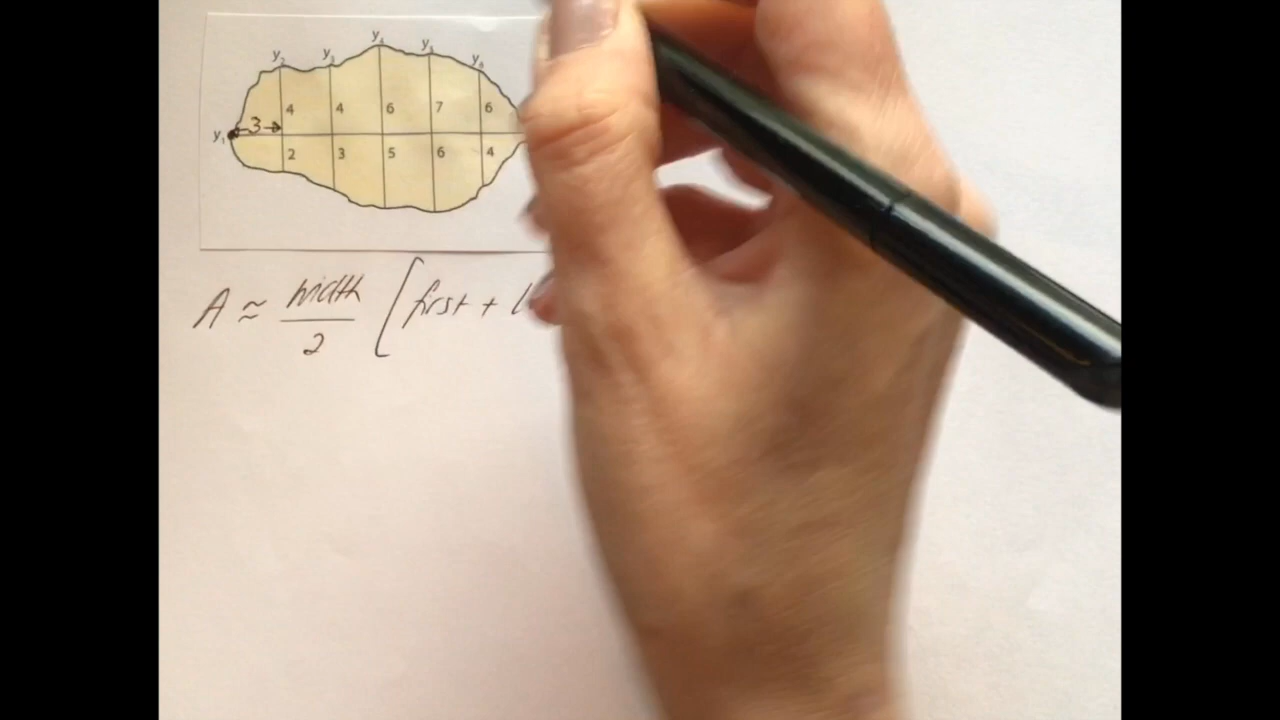 y₂ y₃ y₄ y₅ y₆
4 4 6 7 6
y₁ 3
2 3 5 6 4
A ≈ width/2 [first +